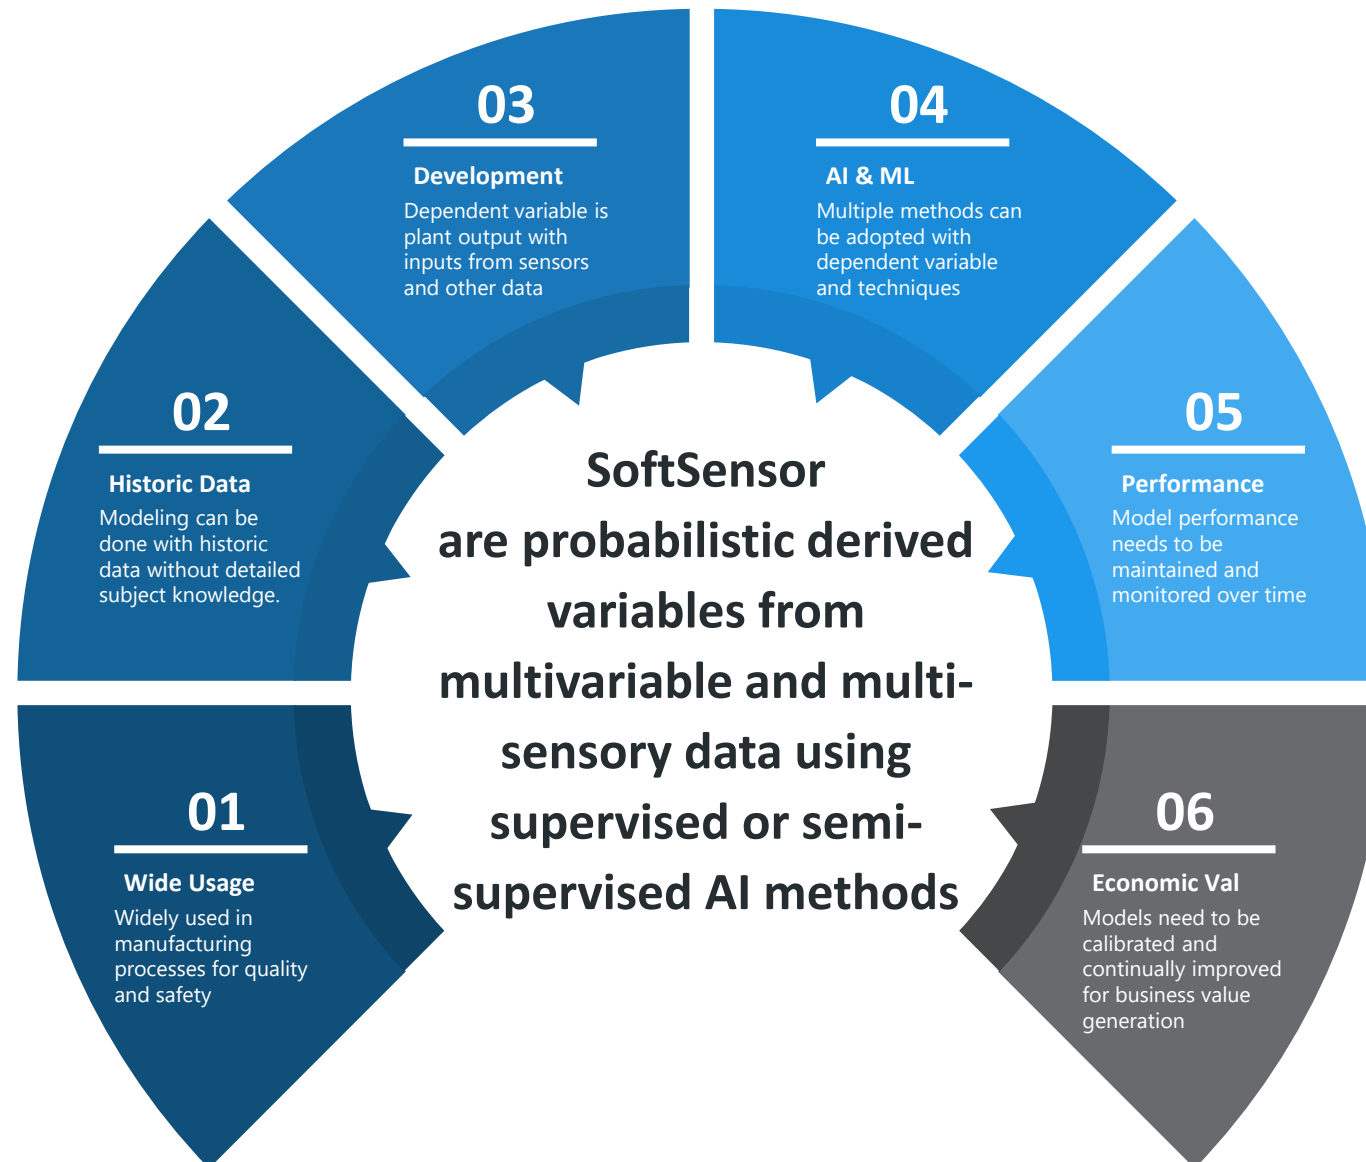 01
Wide Usage
Widely used in
manufacturing
processes for quality
and safety
02
Historic Data
Modeling can be
done with historic
data without detailed
subject knowledge.
03
Development
Dependent variable is
plant output with
inputs from sensors
and other data
04
AI & ML
Multiple methods can
be adopted with
dependent variable
and techniques
05
Performance
Model performance
needs to be
maintained and
monitored over time
06
Economic Val
Models need to be
calibrated and
continually improved
for business value
generation
SoftSensor
are probabilistic derived
variables from
multivariable and multi-
sensory data using
supervised or semi-
supervised AI methods